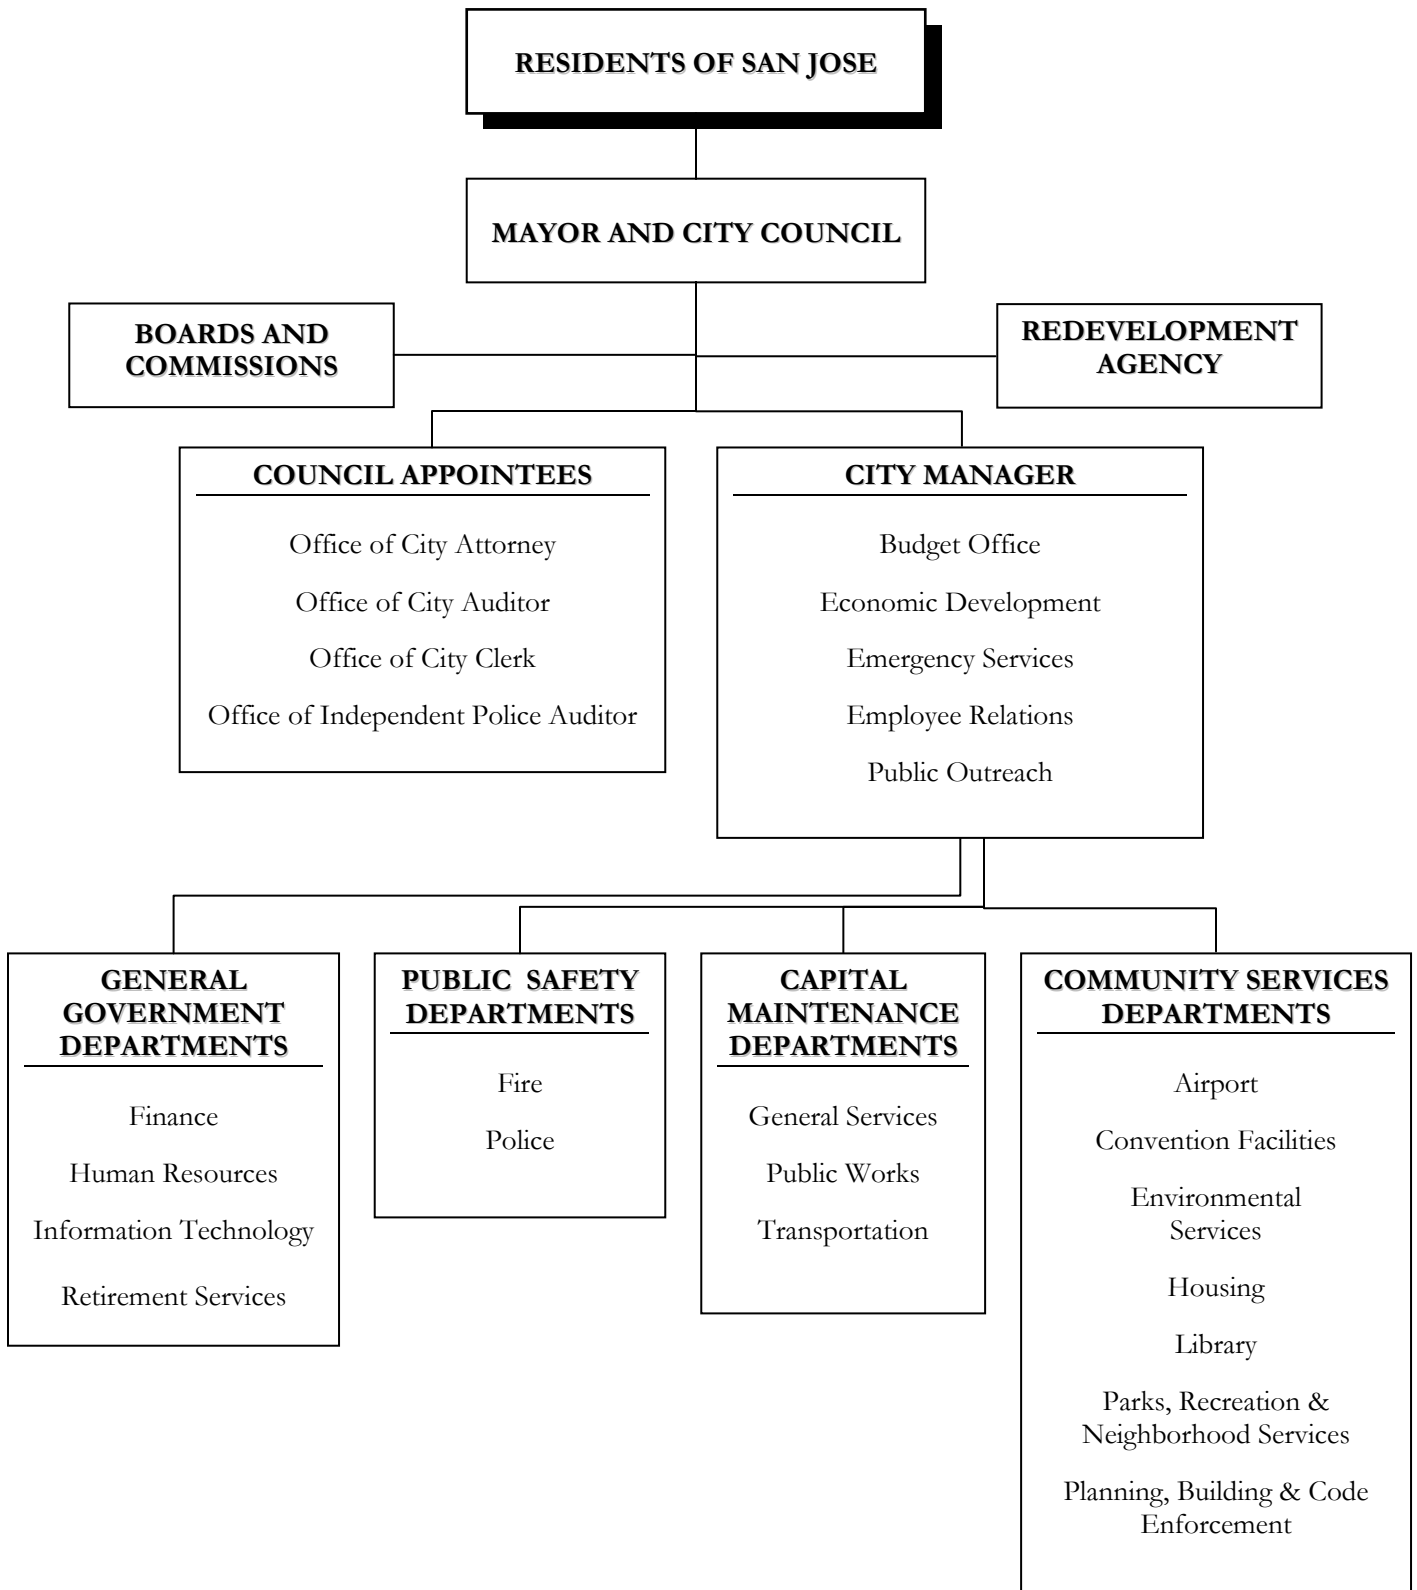 RESIDENTS OF SAN JOSE
MAYOR AND CITY COUNCIL
BOARDS AND
COMMISSIONS
REDEVELOPMENT
AGENCY
COUNCIL APPOINTEES
Office of City Attorney
Office of City Auditor
Office of City Clerk
Office of Independent Police Auditor
CITY MANAGER
Budget Office
Economic Development
Emergency Services
Employee Relations
Public Outreach
GENERAL
GOVERNMENT
DEPARTMENTS
Finance
Human Resources
Information Technology
Retirement Services
PUBLIC SAFETY
DEPARTMENTS
Fire
Police
CAPITAL
MAINTENANCE
DEPARTMENTS
General Services
Public Works
Transportation
COMMUNITY SERVICES
DEPARTMENTS
Airport
Convention Facilities
Environmental
Services
Housing
Library
Parks, Recreation &
Neighborhood Services
Planning, Building & Code
Enforcement